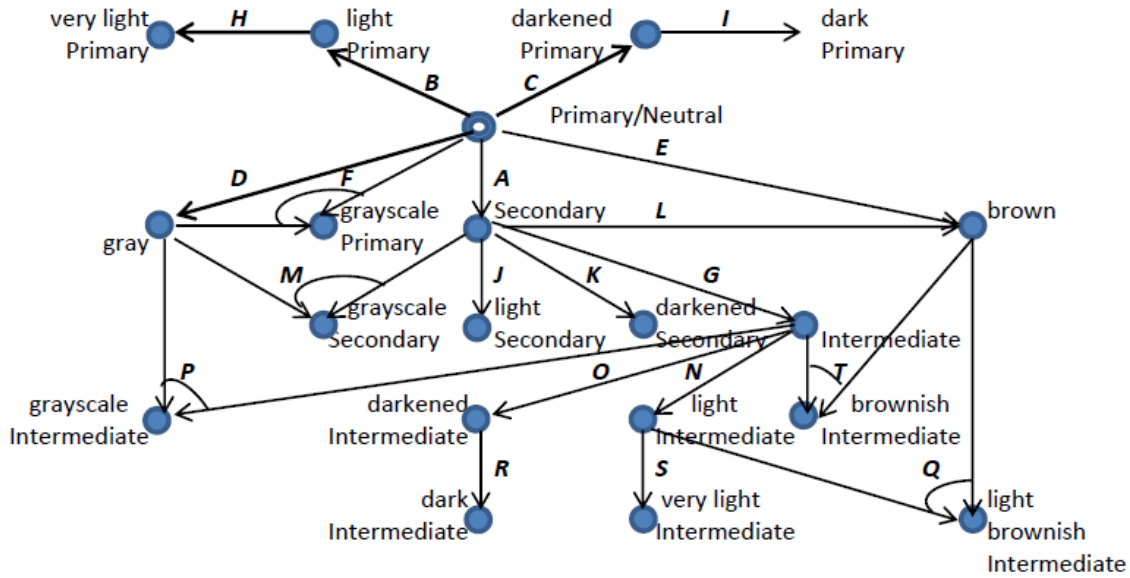 very light
Primary
H
light
Primary
darkened
Primary
I
dark
Primary
B
C
Primary/Neutral
E
D
F
A
gray
grayscale
Primary
Secondary
L
brown
M
J
K
G
grayscale
Secondary
light
Secondary
darkened
Secondary
Intermediate
P
O
N
T
grayscale
Intermediate
darkened
Intermediate
light
Intermediate
brownish
Intermediate
R
S
Q
dark
Intermediate
very light
Intermediate
light
brownish
Intermediate